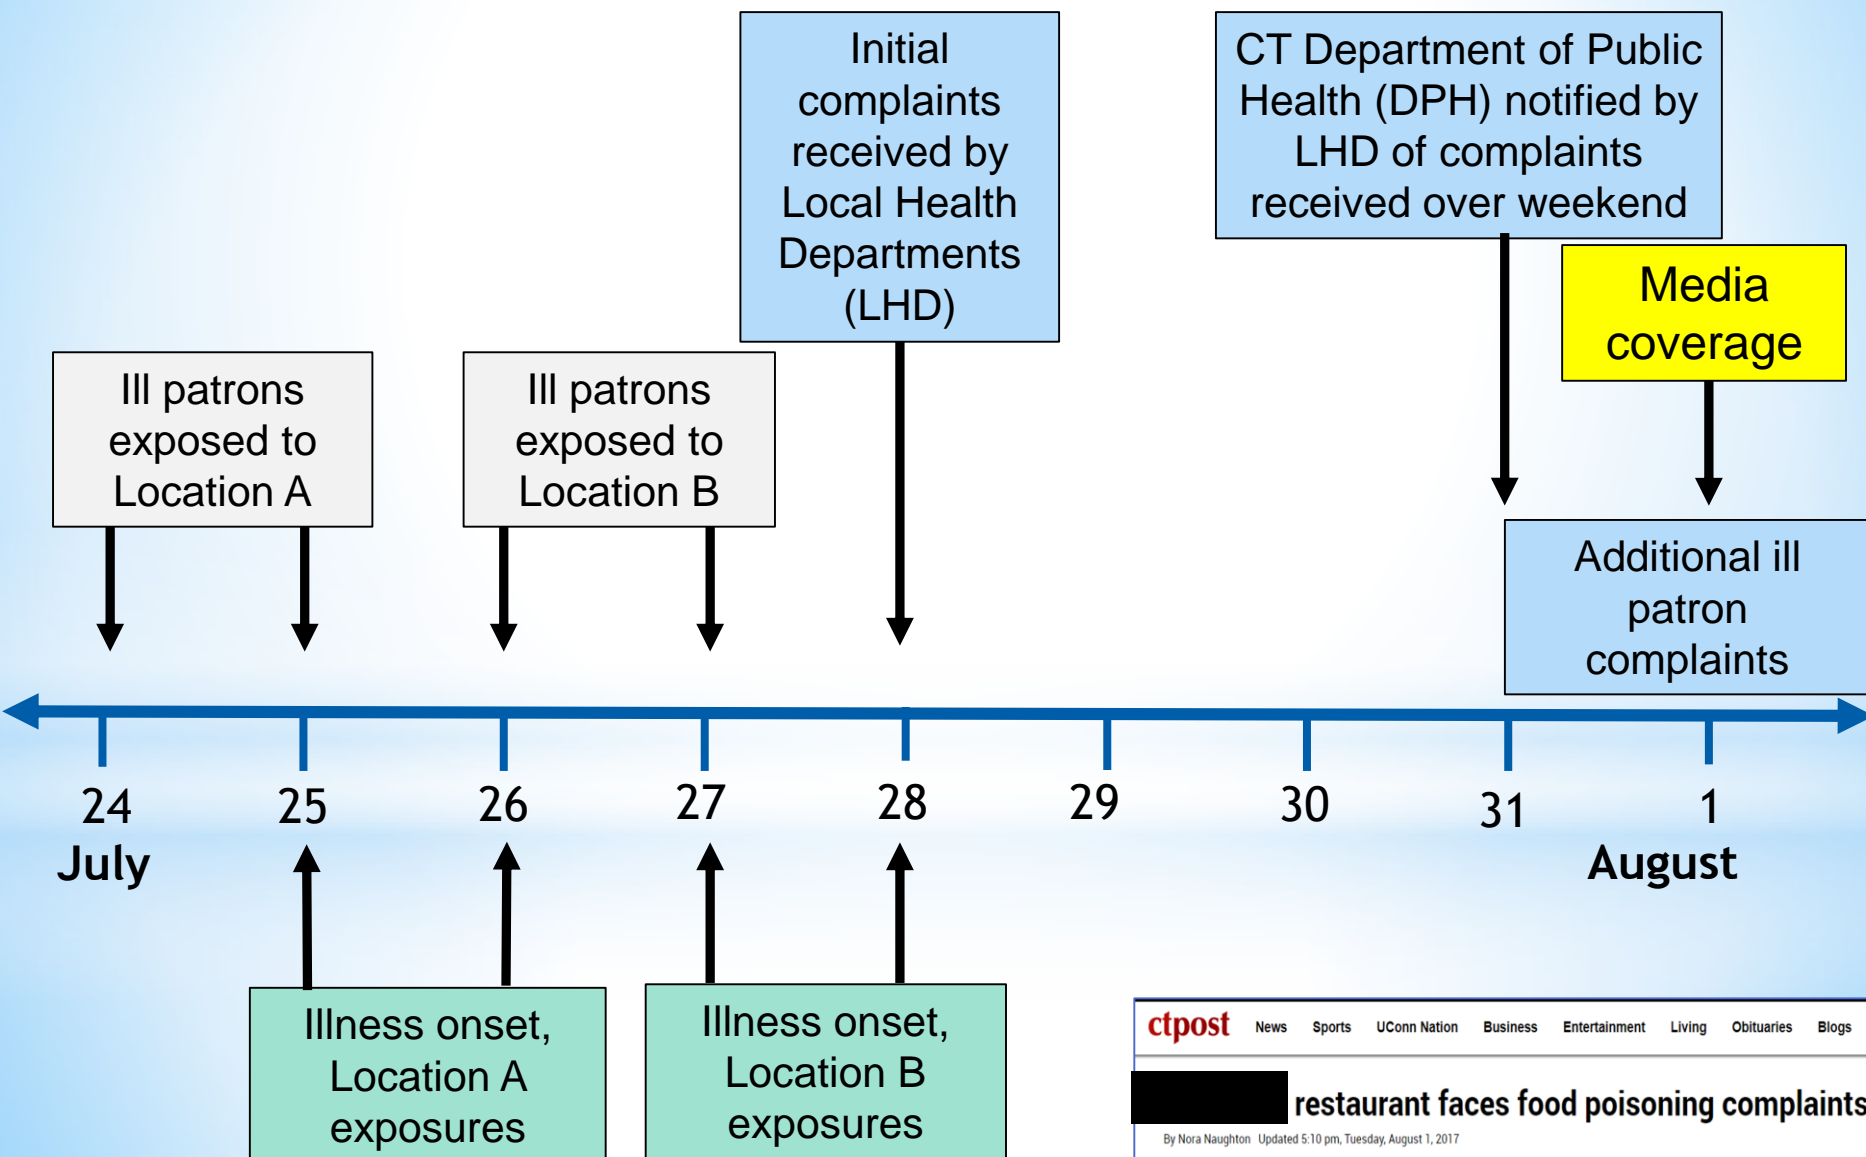 Initial
complaints
received by
Local Health
Departments
(LHD)
CT Department of Public
Health (DPH) notified by
LHD of complaints
received over weekend
Media
coverage
Ill patrons
exposed to
Location A
Ill patrons
exposed to
Location B
Additional ill
patron
complaints
24 25 26 27 28 29 30 31 1
July August
Illness onset,
Location A
exposures
Illness onset,
Location B
exposures
ctpost News Sports UConn Nation Business Entertainment Living Obituaries Blogs
restaurant faces food poisoning complaints
By Nora Naughton Updated 5:10 pm, Tuesday, August 1, 2017